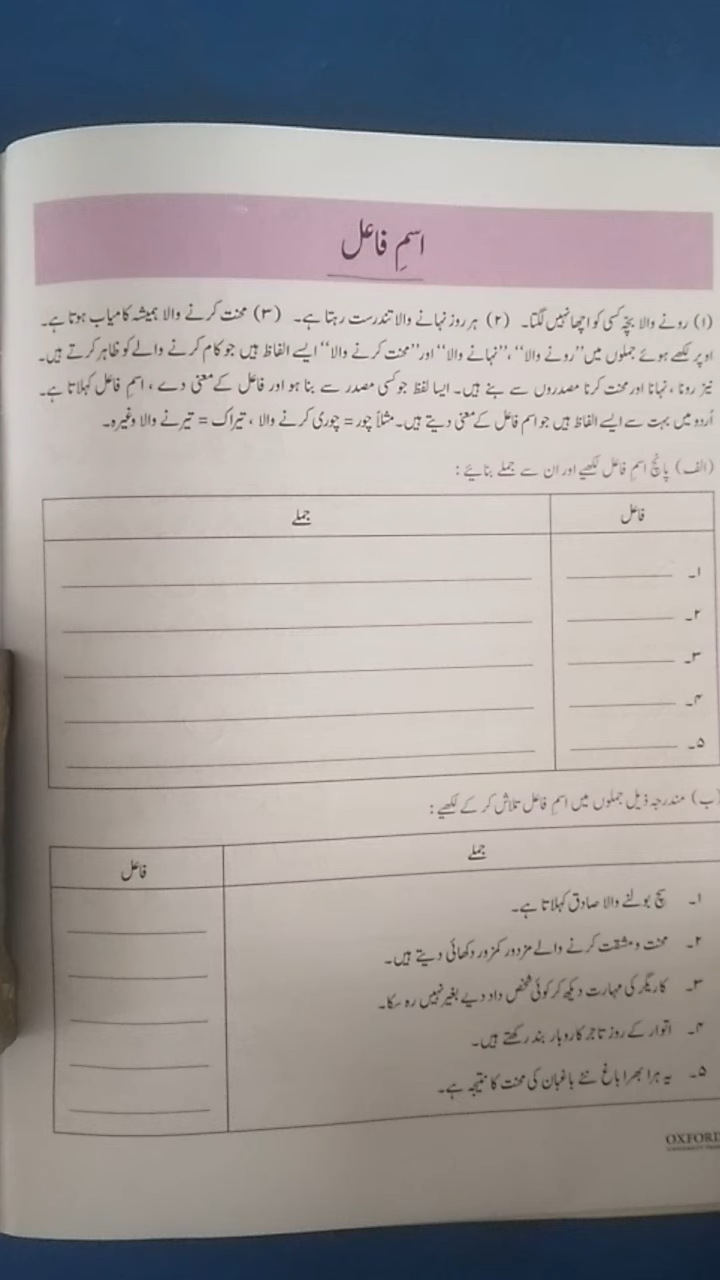 اسمِ فاعل
(۱) رونے والا بچّہ کسی کو اچھا نہیں لگتا۔ (۲) ہر روز نہانے والا تندرست رہتا ہے۔ (۳) محنت کرنے والا ہمیشہ کامیاب ہوتا ہے۔
اوپر لکھے ہوئے جملوں میں ”رونے والا“، ”نہانے والا“ اور ”محنت کرنے والا“ ایسے الفاظ ہیں جو کام کرنے والے کو ظاہر کرتے ہیں۔
نیز رونا، نہانا اور محنت کرنا مصدروں سے بنے ہیں۔ ایسا لفظ جو کسی مصدر سے بنا ہو اور فاعل کے معنی دے، اسمِ فاعل کہلاتا ہے۔
اُردو میں بہت سے ایسے الفاظ ہیں جو اسم فاعل کے معنی دیتے ہیں۔ مثلاً چور = چوری کرنے والا، تیراک = تیرنے والا وغیرہ۔
(الف) پانچ اسمِ فاعل لکھیے اور ان سے جملے بنائیے:
فاعل جملے
۱۔
۲۔
۳۔
۴۔
۵۔
(ب) مندرجہ ذیل جملوں میں اسمِ فاعل تلاش کر کے لکھیے:
جملے فاعل
۱۔ سچ بولنے والا صادق کہلاتا ہے۔
۲۔ محنت و مشقت کرنے والے مزدور کمزور دکھائی دیتے ہیں۔
۳۔ کاریگر کی مہارت دیکھ کر کوئی شخص داد دیے بغیر نہیں رہ سکا۔
۴۔ اتوار کے روز تاجر کاروبار بند رکھتے ہیں۔
۵۔ یہ ہرا بھرا باغ ننّے باغبان کی محنت کا نتیجہ ہے۔
OXFORD